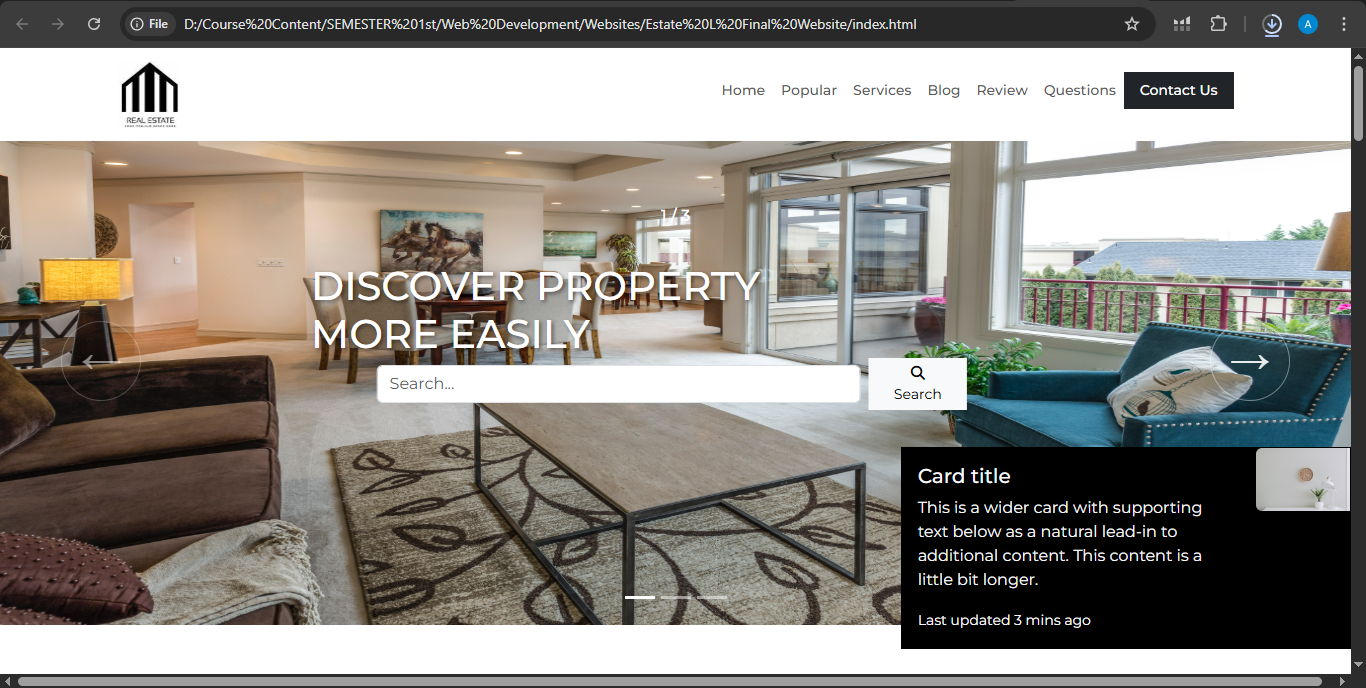 File
D:/Course%20Content/SEMESTER%201st/Web%20Development/Websites/Estate%20L%20Final%20Website/index.html
A
REAL ESTATE
Home Popular Services Blog Review Questions Contact Us
1 / 3
DISCOVER PROPERTY
MORE EASILY
Search...
Search
Card title
This is a wider card with supporting
text below as a natural lead-in to
additional content. This content is a
little bit longer.
Last updated 3 mins ago